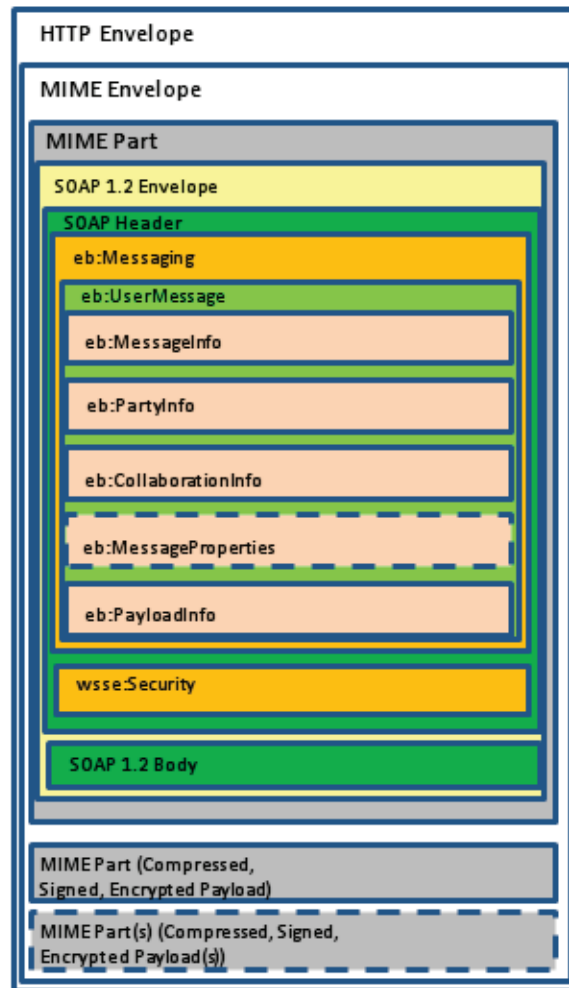 HTTP Envelope
MIME Envelope
MIME Part
SOAP 1.2 Envelope
SOAP Header
eb:Messaging
eb:UserMessage
eb:MessageInfo
eb:PartyInfo
eb:CollaborationInfo
eb:MessageProperties
eb:PayloadInfo
wsse:Security
SOAP 1.2 Body
MIME Part (Compressed,
Signed, Encrypted Payload)
MIME Part(s) (Compressed, Signed,
Encrypted Payload(s))